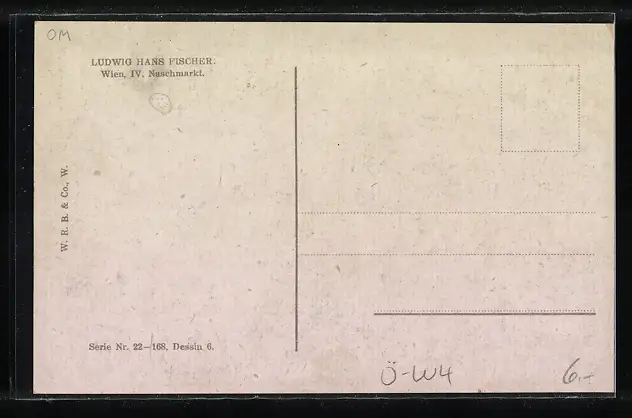 OM
LUDWIG HANS FISCHER:
Wien, IV. Naschmarkt.
W. R. B. & Co., W.
Serie Nr. 22—168, Dessin 6.
Ö-W4
6.-